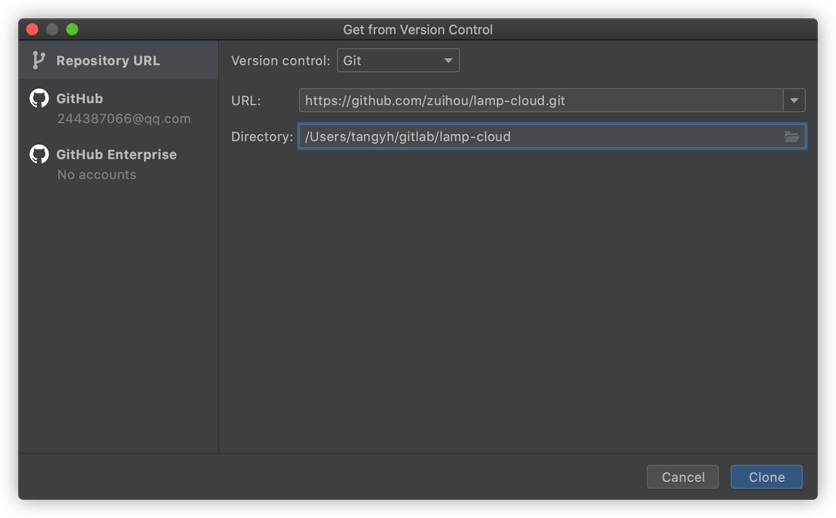 Get from Version Control
Repository URL
GitHub
244387066@qq.com
GitHub Enterprise
No accounts
Version control: Git
URL: https://github.com/zuihou/lamp-cloud.git
Directory: /Users/tangyh/gitlab/lamp-cloud
Cancel Clone